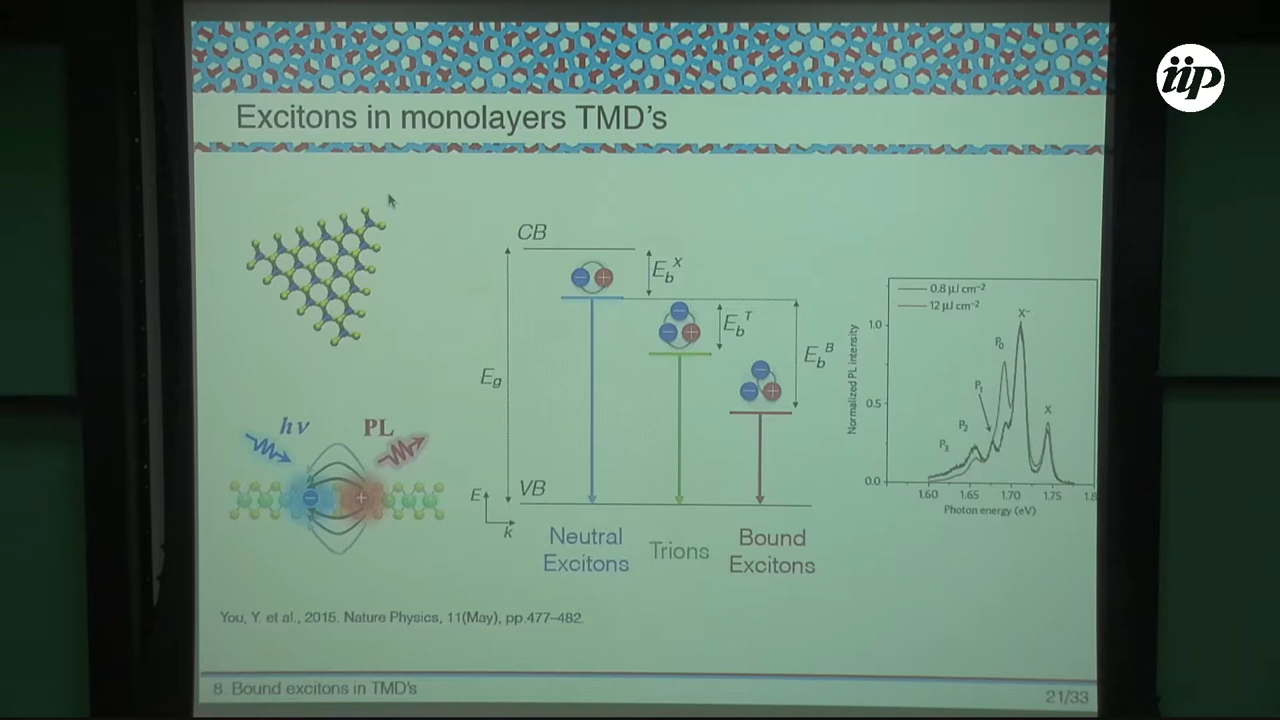 iip
Excitons in monolayers TMD's
CB
E_b^X
E_b^T
E_b^B
E_g
VB
E
k
Neutral
Excitons
Trions
Bound
Excitons
hν
PL
0.8 μJ cm⁻²
12 μJ cm⁻²
X⁻
P₀
P₁
P₂
P₃
X
Normalized PL intensity
1.0
0.5
0.0
1.60 1.65 1.70 1.75 1.8
Photon energy (eV)
You, Y. et al., 2015. Nature Physics, 11(May), pp.477–482.
8. Bound excitons in TMD's
21/33